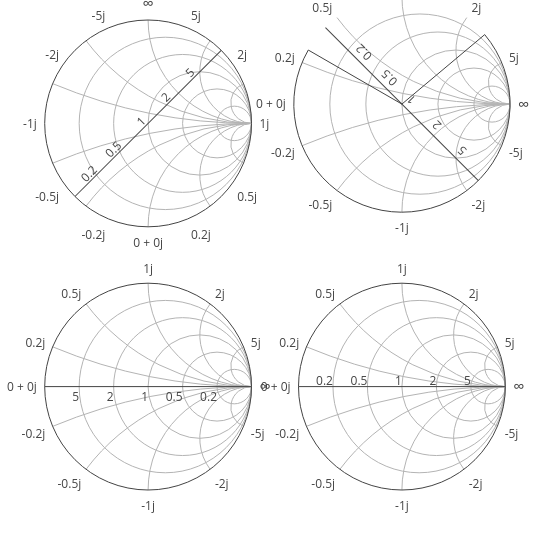 ∞
-5j 5j
-2j 2j
5
2
-1j 1 1j
0.5
0.2
-0.5j 0.5j
-0.2j 0.2j
0 + 0j
0.5j 2j
0.2
0.2j 5j
0.5
0 + 0j 1 ∞
2
-0.2j 5 -5j
-0.5j -2j
-1j
1j
0.5j 2j
0.2j 5j
0 + 0j ∞
5 2 1 0.5 0.2
-0.2j -5j
-0.5j -2j
-1j
1j
0.5j 2j
0.2j 5j
0 + 0j 0.2 0.5 1 2 5 ∞
-0.2j -5j
-0.5j -2j
-1j